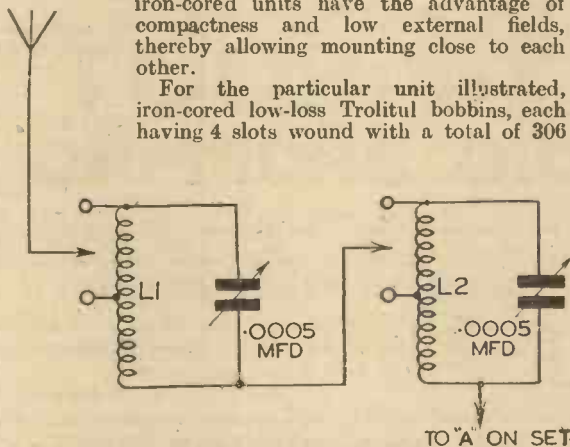 iron-cored units have the advantage of
compactness and low external fields,
thereby allowing mounting close to each
other.
For the particular unit illustrated,
iron-cored low-loss Trolitul bobbins, each
having 4 slots wound with a total of 306
L1
·0005
MFD
L2
·0005
MFD
TO "A" ON SET